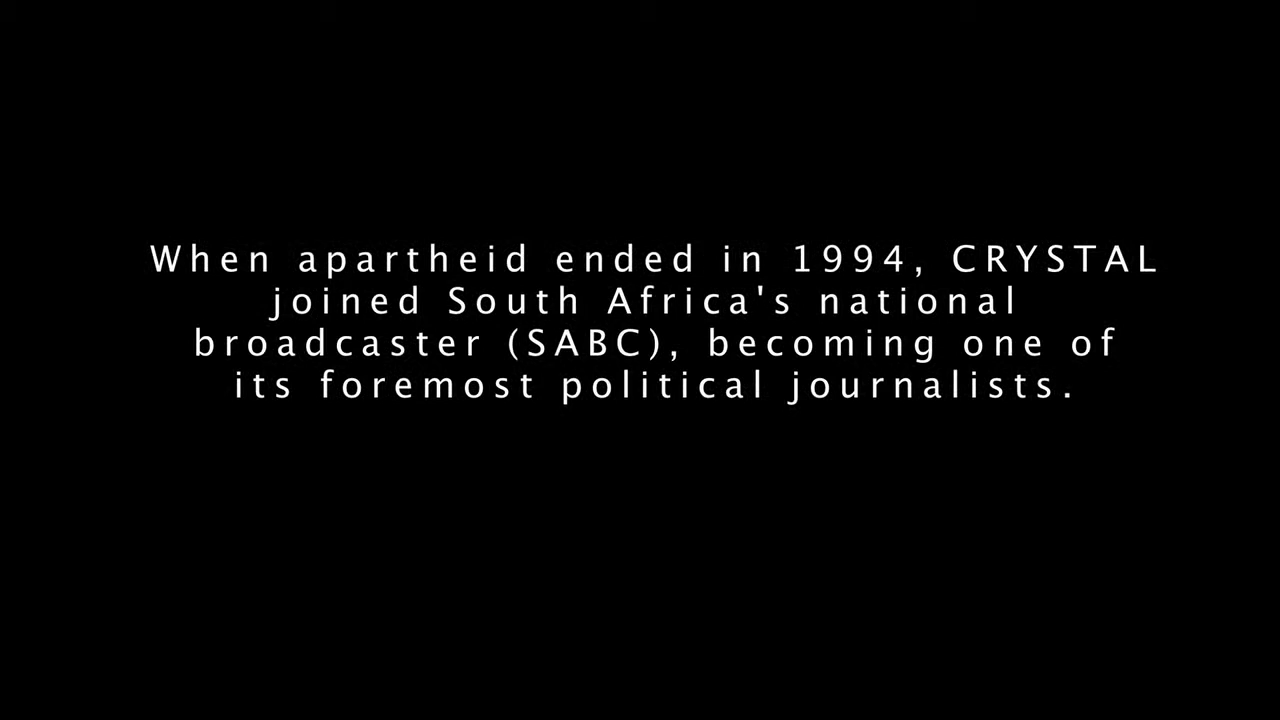 When apartheid ended in 1994, CRYSTAL
joined South Africa's national
broadcaster (SABC), becoming one of
its foremost political journalists.